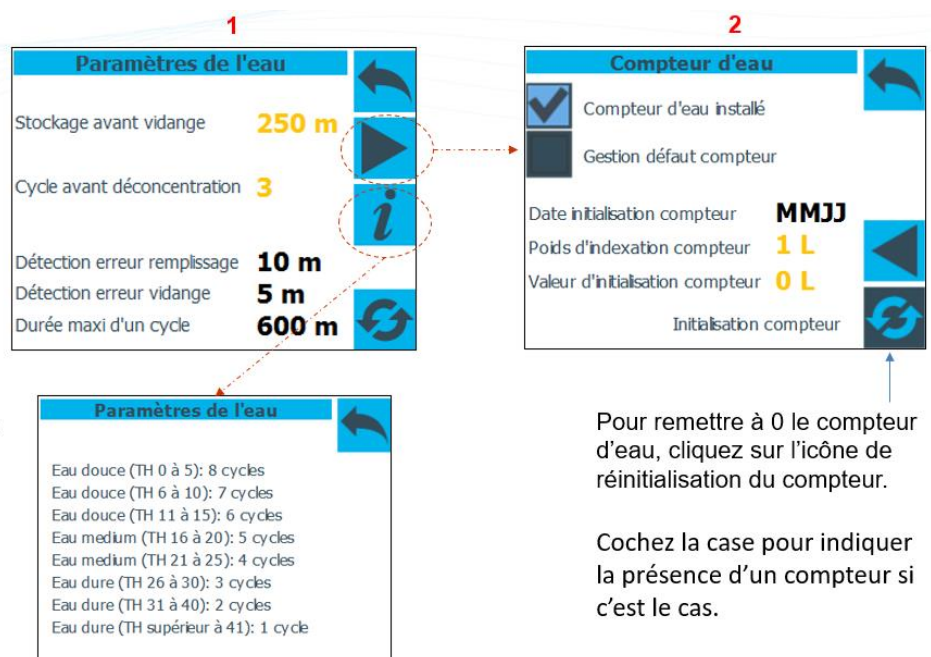 1
Paramètres de l'eau
Stockage avant vidange 250 m
Cycle avant déconcentration 3
i
Détection erreur remplissage 10 m
Détection erreur vidange 5 m
Durée maxi d'un cycle 600 m
2
Compteur d'eau
Compteur d'eau installé
Gestion défaut compteur
Date initialisation compteur MMJJ
Poids d'indexation compteur 1 L
Valeur d'initialisation compteur 0 L
Initialisation compteur
Paramètres de l'eau
Eau douce (TH 0 à 5): 8 cycles
Eau douce (TH 6 à 10): 7 cycles
Eau douce (TH 11 à 15): 6 cycles
Eau medium (TH 16 à 20): 5 cycles
Eau medium (TH 21 à 25): 4 cycles
Eau dure (TH 26 à 30): 3 cycles
Eau dure (TH 31 à 40): 2 cycles
Eau dure (TH supérieur à 41): 1 cycle
Pour remettre à 0 le compteur
d'eau, cliquez sur l'icône de
réinitialisation du compteur.
Cochez la case pour indiquer
la présence d'un compteur si
c'est le cas.